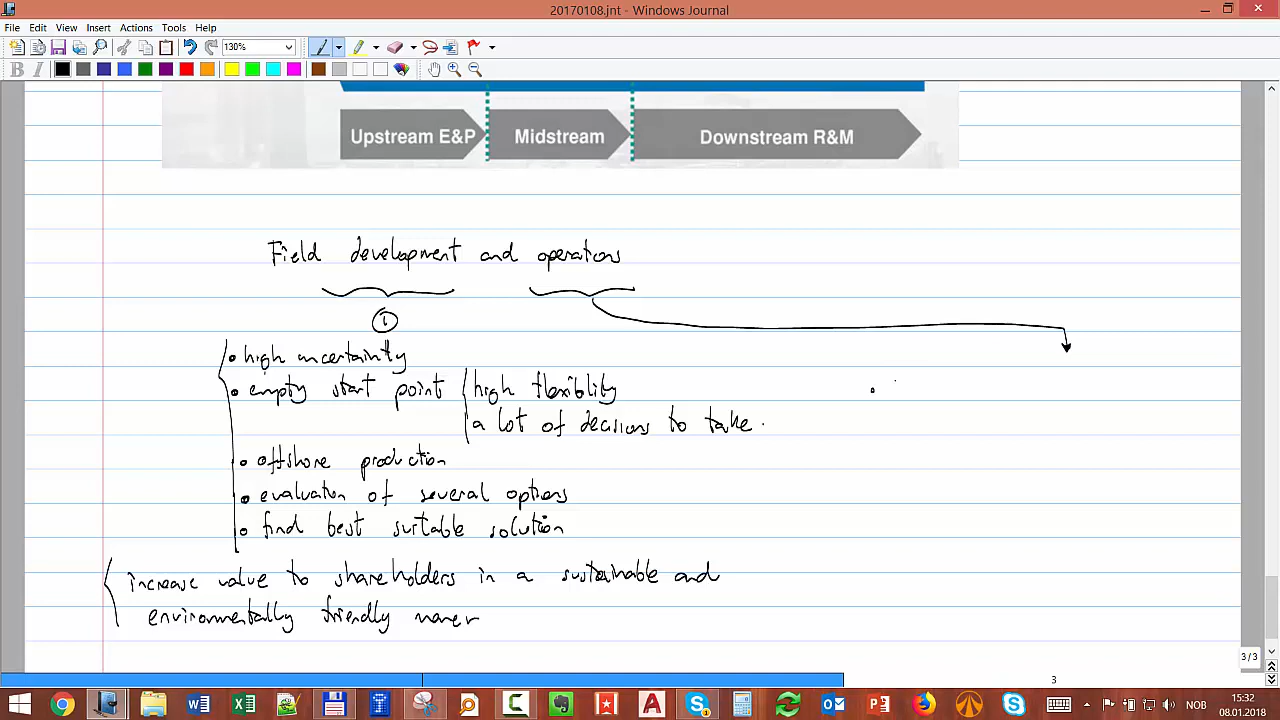 20170108.jnt - Windows Journal
File Edit View Insert Actions Tools Help
130%
B I
Upstream E&P Midstream Downstream R&M
Field development and operations
1
• high uncertainty
• empty start point high flexiblity
a lot of decisions to take.
• offshore production
• evaluation of several options
• find best suitable solution
increase value to shareholders in a sustainable and
environmentally friendly maner
3/3
3
15:32
NOB
08.01.2018